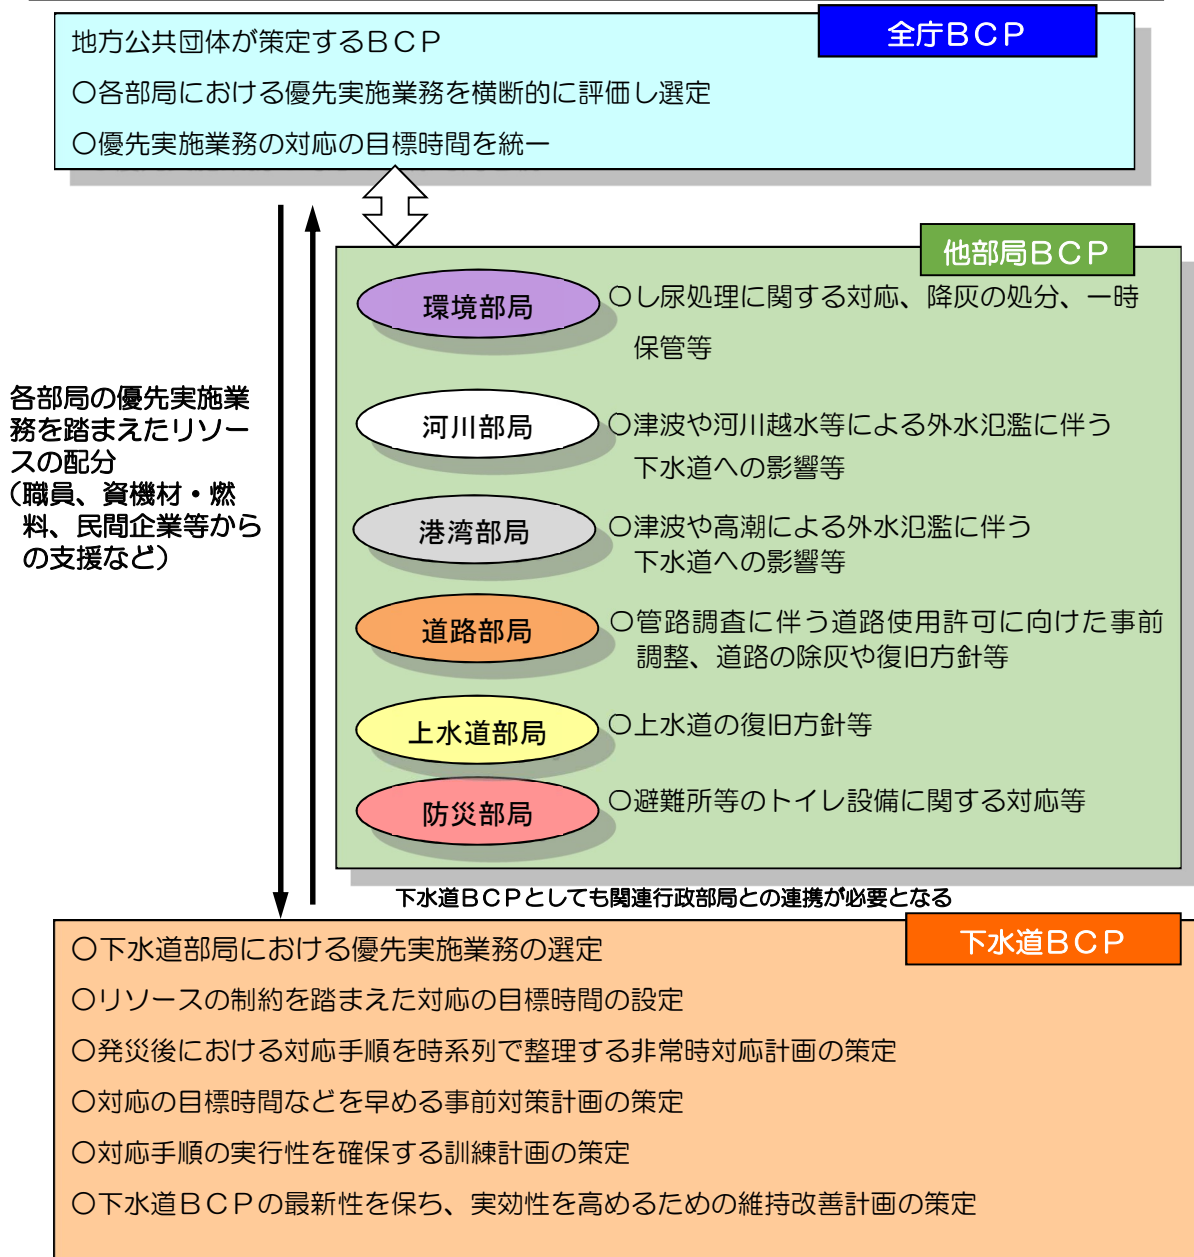 全庁BCP
地方公共団体が策定するBCP
○各部局における優先実施業務を横断的に評価し選定
○優先実施業務の対応の目標時間を統一
他部局BCP
環境部局
○し尿処理に関する対応、降灰の処分、一時
保管等
河川部局
○津波や河川越水等による外水氾濫に伴う
下水道への影響等
港湾部局
○津波や高潮による外水氾濫に伴う
下水道への影響等
道路部局
○管路調査に伴う道路使用許可に向けた事前
調整、道路の除灰や復旧方針等
上水道部局
○上水道の復旧方針等
防災部局
○避難所等のトイレ設備に関する対応等
各部局の優先実施業
務を踏まえたリソー
スの配分
(職員、資機材・燃
料、民間企業等から
の支援など)
下水道BCPとしても関連行政部局との連携が必要となる
下水道BCP
○下水道部局における優先実施業務の選定
○リソースの制約を踏まえた対応の目標時間の設定
○発災後における対応手順を時系列で整理する非常時対応計画の策定
○対応の目標時間などを早める事前対策計画の策定
○対応手順の実行性を確保する訓練計画の策定
○下水道BCPの最新性を保ち、実効性を高めるための維持改善計画の策定